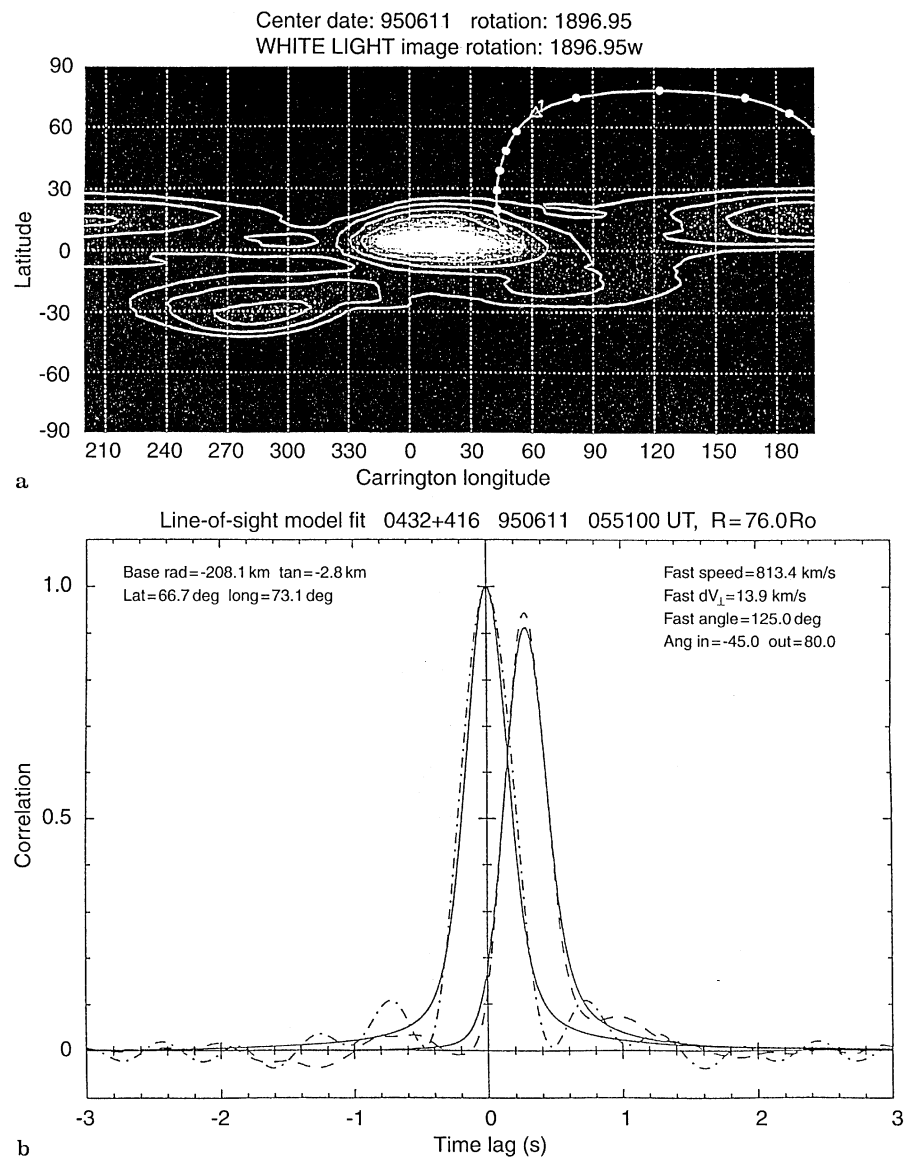 Center date: 950611 rotation: 1896.95
WHITE LIGHT image rotation: 1896.95w
90
60
30
0
-30
-60
-90
Latitude
210 240 270 300 330 0 30 60 90 120 150 180
Carrington longitude
a
Line-of-sight model fit 0432+416 950611 055100 UT, R=76.0Ro
Base rad=-208.1 km tan=-2.8 km
Lat=66.7 deg long=73.1 deg
Fast speed=813.4 km/s
Fast dV⊥=13.9 km/s
Fast angle=125.0 deg
Ang in=-45.0 out=80.0
1.0
0.5
0
Correlation
-3 -2 -1 0 1 2 3
Time lag (s)
b